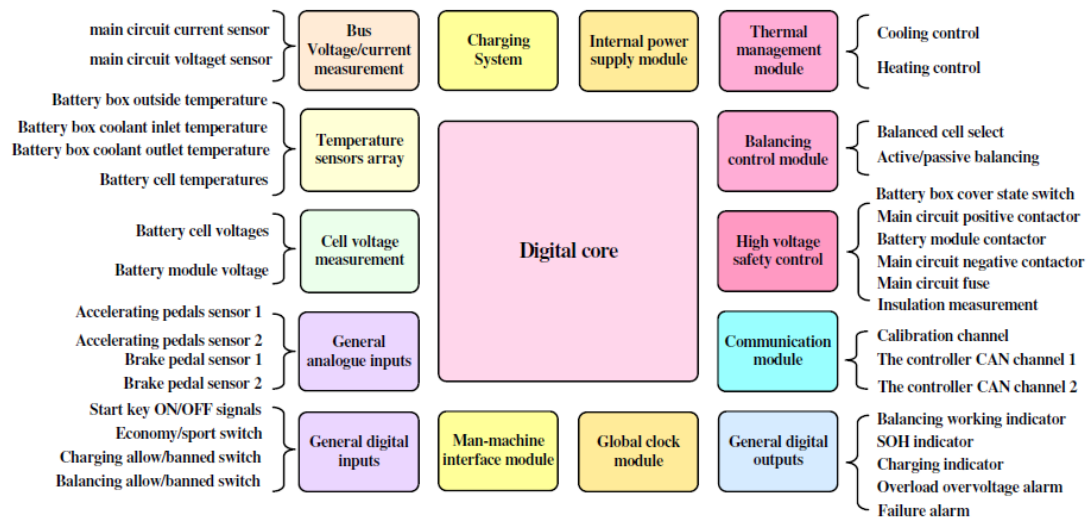 main circuit current sensor
main circuit voltaget sensor
Bus
Voltage/current
measurement
Charging
System
Internal power
supply module
Thermal
management
module
Cooling control
Heating control
Battery box outside temperature
Battery box coolant inlet temperature
Battery box coolant outlet temperature
Battery cell temperatures
Temperature
sensors array
Balancing
control module
Balanced cell select
Active/passive balancing
Battery cell voltages
Battery module voltage
Cell voltage
measurement
Digital core
High voltage
safety control
Battery box cover state switch
Main circuit positive contactor
Battery module contactor
Main circuit negative contactor
Main circuit fuse
Insulation measurement
Accelerating pedals sensor 1
Accelerating pedals sensor 2
Brake pedal sensor 1
Brake pedal sensor 2
General
analogue inputs
Communication
module
Calibration channel
The controller CAN channel 1
The controller CAN channel 2
Start key ON/OFF signals
Economy/sport switch
Charging allow/banned switch
Balancing allow/banned switch
General digital
inputs
Man-machine
interface module
Global clock
module
General digital
outputs
Balancing working indicator
SOH indicator
Charging indicator
Overload overvoltage alarm
Failure alarm